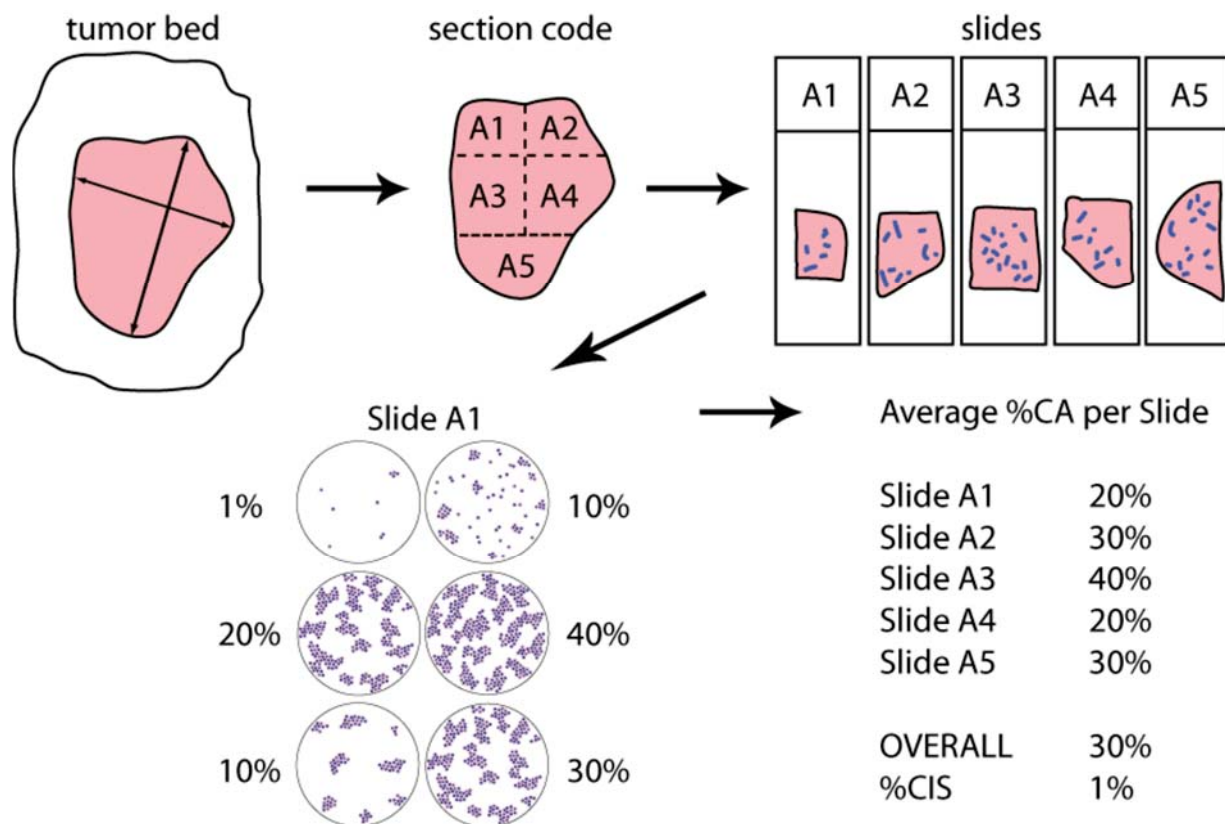 tumor bed
section code
slides
A1 A2
A3 A4
A5
A1 A2 A3 A4 A5
Slide A1
1% 10%
20% 40%
10% 30%
Average %CA per Slide
Slide A1 20%
Slide A2 30%
Slide A3 40%
Slide A4 20%
Slide A5 30%
OVERALL 30%
%CIS 1%